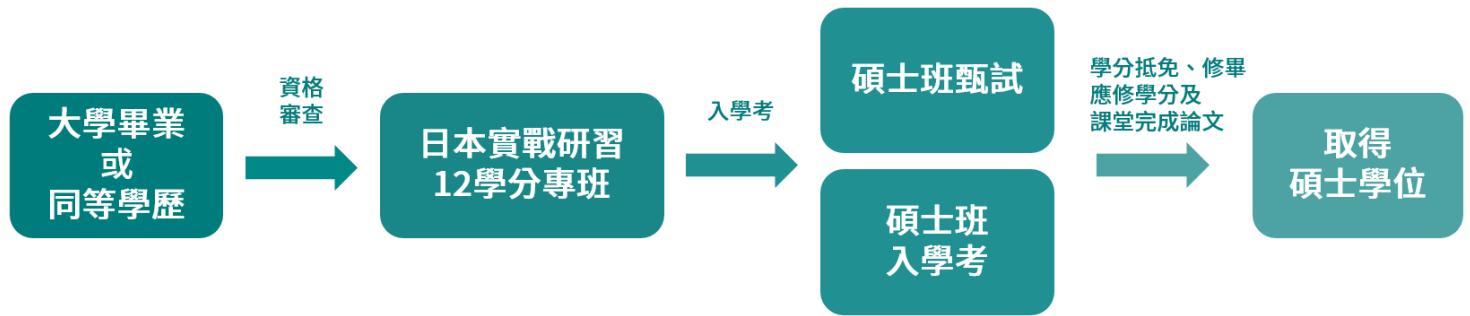 大學畢業
或
同等學歷
資格
審查
日本實戰研習
12學分專班
入學考
碩士班甄試
碩士班
入學考
學分抵免、修畢
應修學分及
課堂完成論文
取得
碩士學位